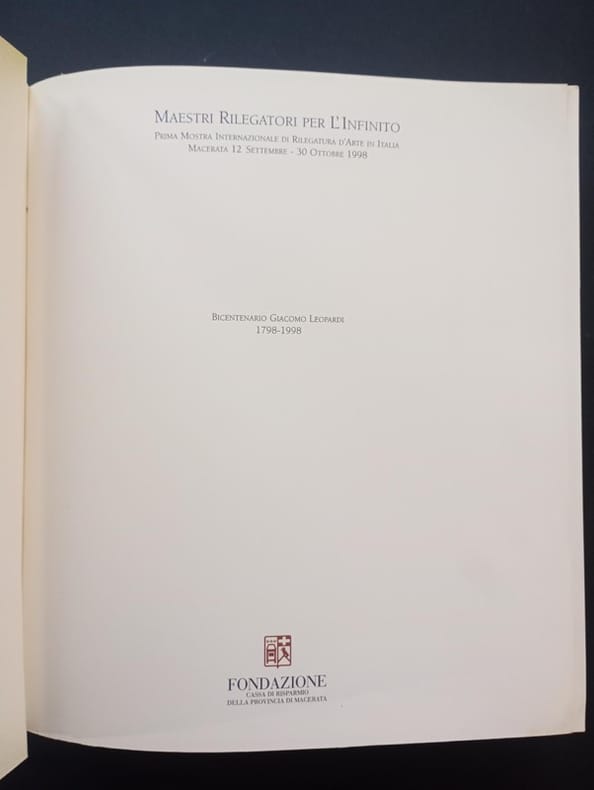 MAESTRI RILEGATORI PER L'INFINITO
PRIMA MOSTRA INTERNAZIONALE DI RILEGATURA D'ARTE IN ITALIA
MACERATA 12 SETTEMBRE - 30 OTTOBRE 1998
BICENTENARIO GIACOMO LEOPARDI
1798-1998
FONDAZIONE
CASSA DI RISPARMIO
DELLA PROVINCIA DI MACERATA